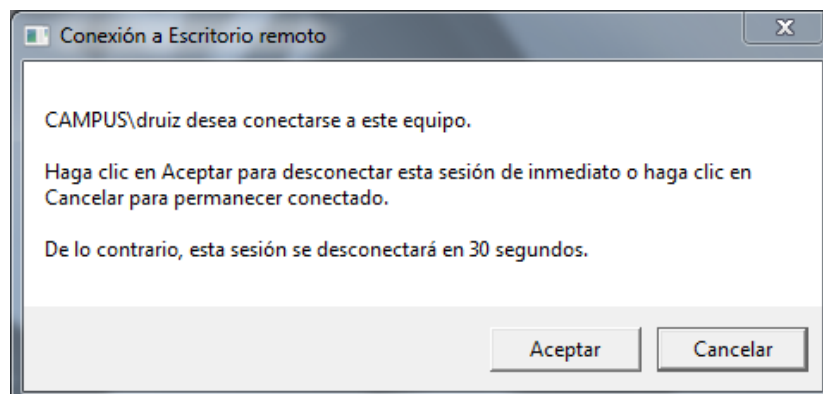 Conexión a Escritorio remoto
CAMPUS\druiz desea conectarse a este equipo.
Haga clic en Aceptar para desconectar esta sesión de inmediato o haga clic en
Cancelar para permanecer conectado.
De lo contrario, esta sesión se desconectará en 30 segundos.
Aceptar Cancelar